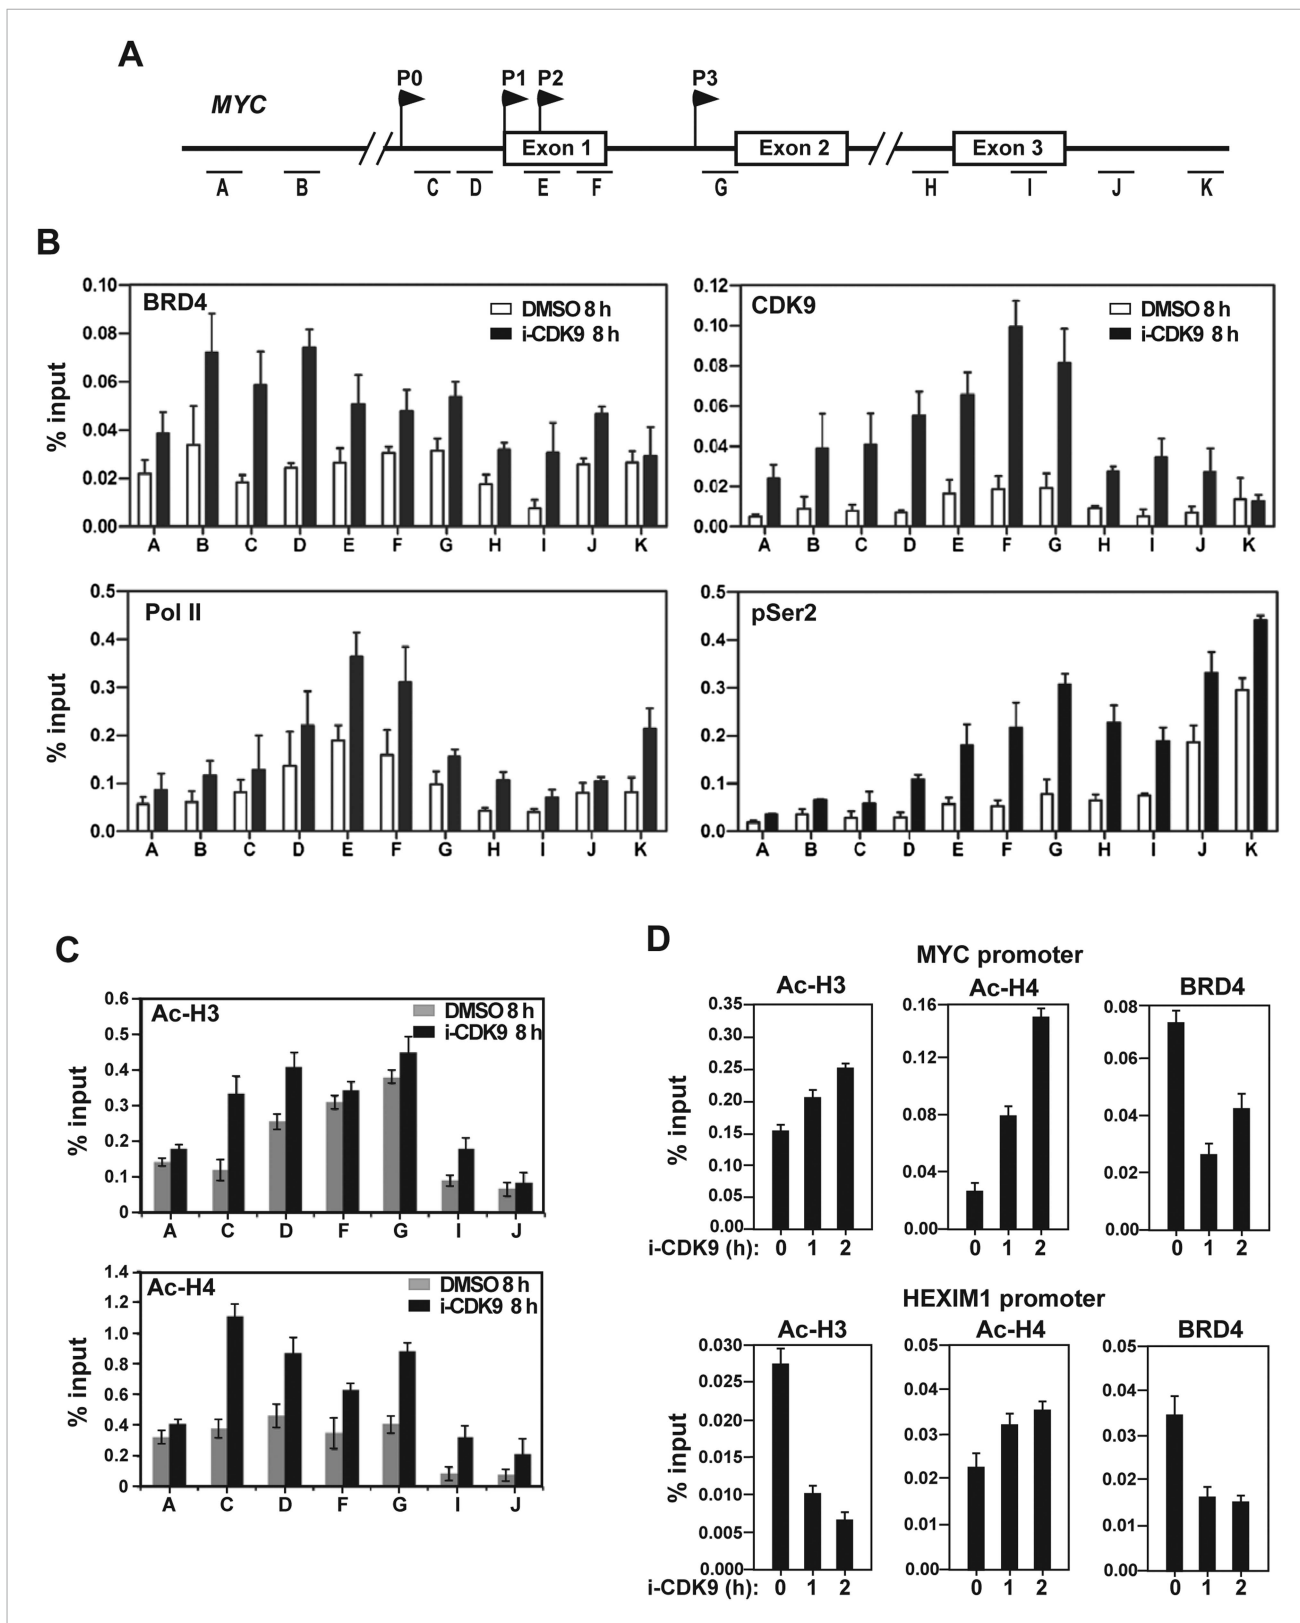 A
MYC
P0 P1 P2 P3
Exon 1 Exon 2 Exon 3
A B C D E F G H I J K
B
BRD4
DMSO 8 h
i-CDK9 8 h
% input
0.10
0.08
0.06
0.04
0.02
0.00
A B C D E F G H I J K
CDK9
DMSO 8 h
i-CDK9 8 h
0.12
0.10
0.08
0.06
0.04
0.02
0.00
A B C D E F G H I J K
Pol II
% input
0.5
0.4
0.3
0.2
0.1
0.0
A B C D E F G H I J K
pSer2
0.5
0.4
0.3
0.2
0.1
0.0
A B C D E F G H I J K
C
Ac-H3
DMSO 8 h
i-CDK9 8 h
% input
0.6
0.5
0.4
0.3
0.2
0.1
0
A C D F G I J
Ac-H4
DMSO 8 h
i-CDK9 8 h
% input
1.4
1.2
1.0
0.8
0.6
0.4
0.2
0
A C D F G I J
D
MYC promoter
Ac-H3
% input
0.35
0.30
0.25
0.20
0.15
0.10
0.05
0.00
Ac-H4
0.16
0.12
0.08
0.04
0.00
BRD4
0.08
0.06
0.04
0.02
0.00
i-CDK9 (h): 0 1 2 0 1 2 0 1 2
HEXIM1 promoter
Ac-H3
% input
0.030
0.025
0.020
0.015
0.010
0.005
0.000
Ac-H4
0.05
0.04
0.03
0.02
0.01
0.00
BRD4
0.05
0.04
0.03
0.02
0.01
0.00
i-CDK9 (h): 0 1 2 0 1 2 0 1 2